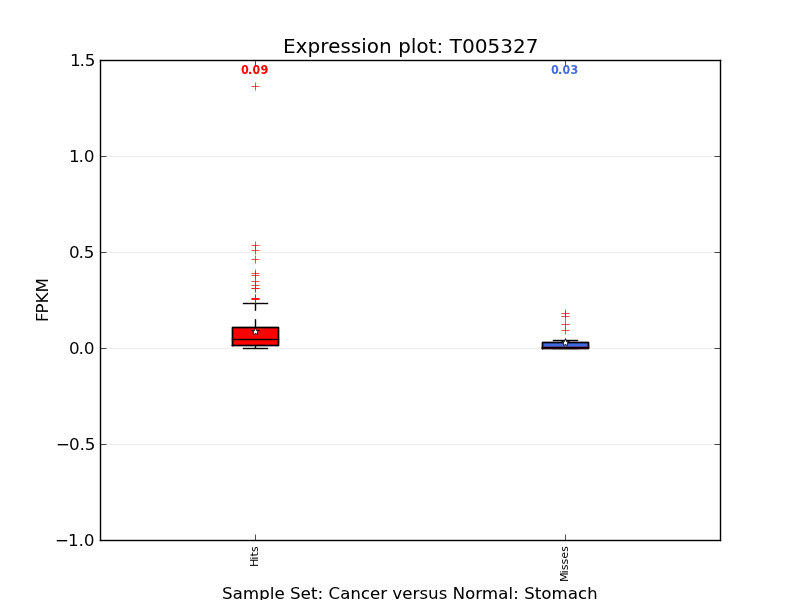 Expression plot: T005327
1.5
0.09
0.03
1.0
0.5
FPKM
0.0
−0.5
−1.0
Hits
Misses
Sample Set: Cancer versus Normal: Stomach